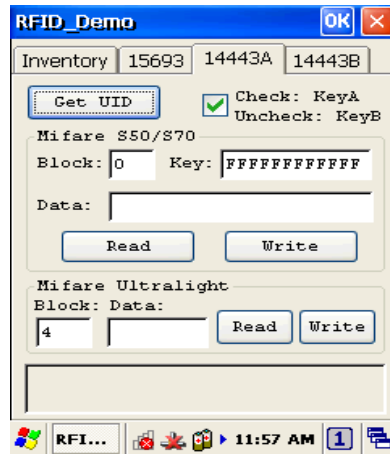 RFID_Demo OK
Inventory 15693 14443A 14443B
Get UID Check: KeyA
Uncheck: KeyB
Mifare S50/S70
Block: 0 Key: FFFFFFFFFFFF
Data:
Read Write
Mifare Ultralight
Block: Data:
4 Read Write
RFI... 11:57 AM 1